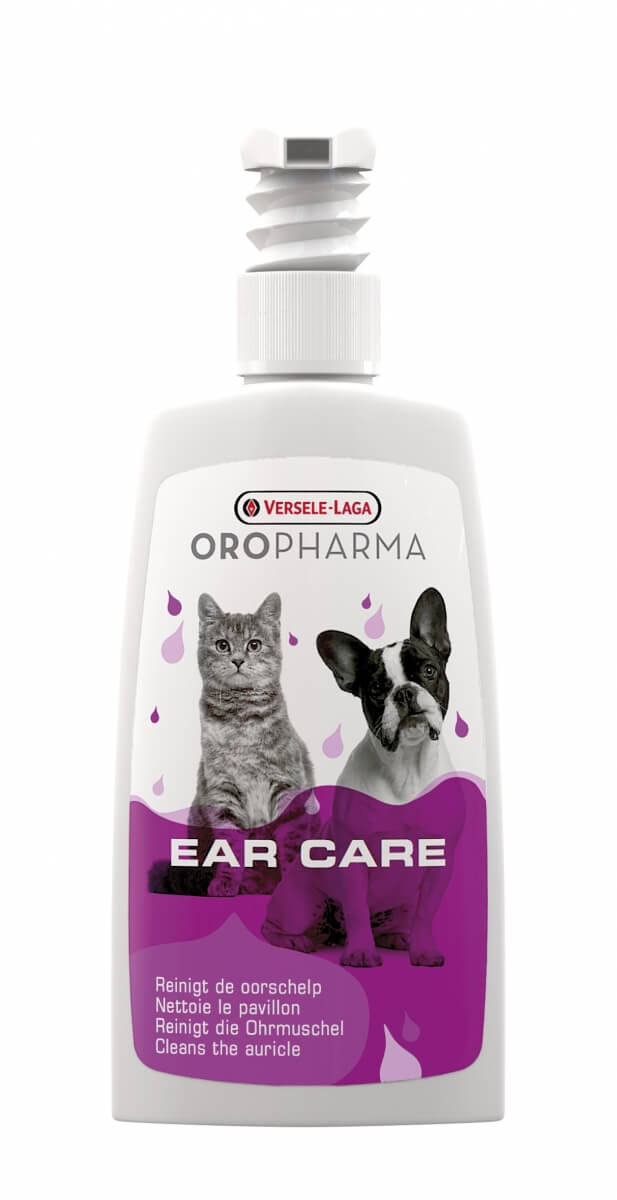 VERSELE-LAGA
OROPHARMA
EAR CARE
Reinigt de oorschelp
Nettoie le pavillon
Reinigt die Ohrmuschel
Cleans the auricle